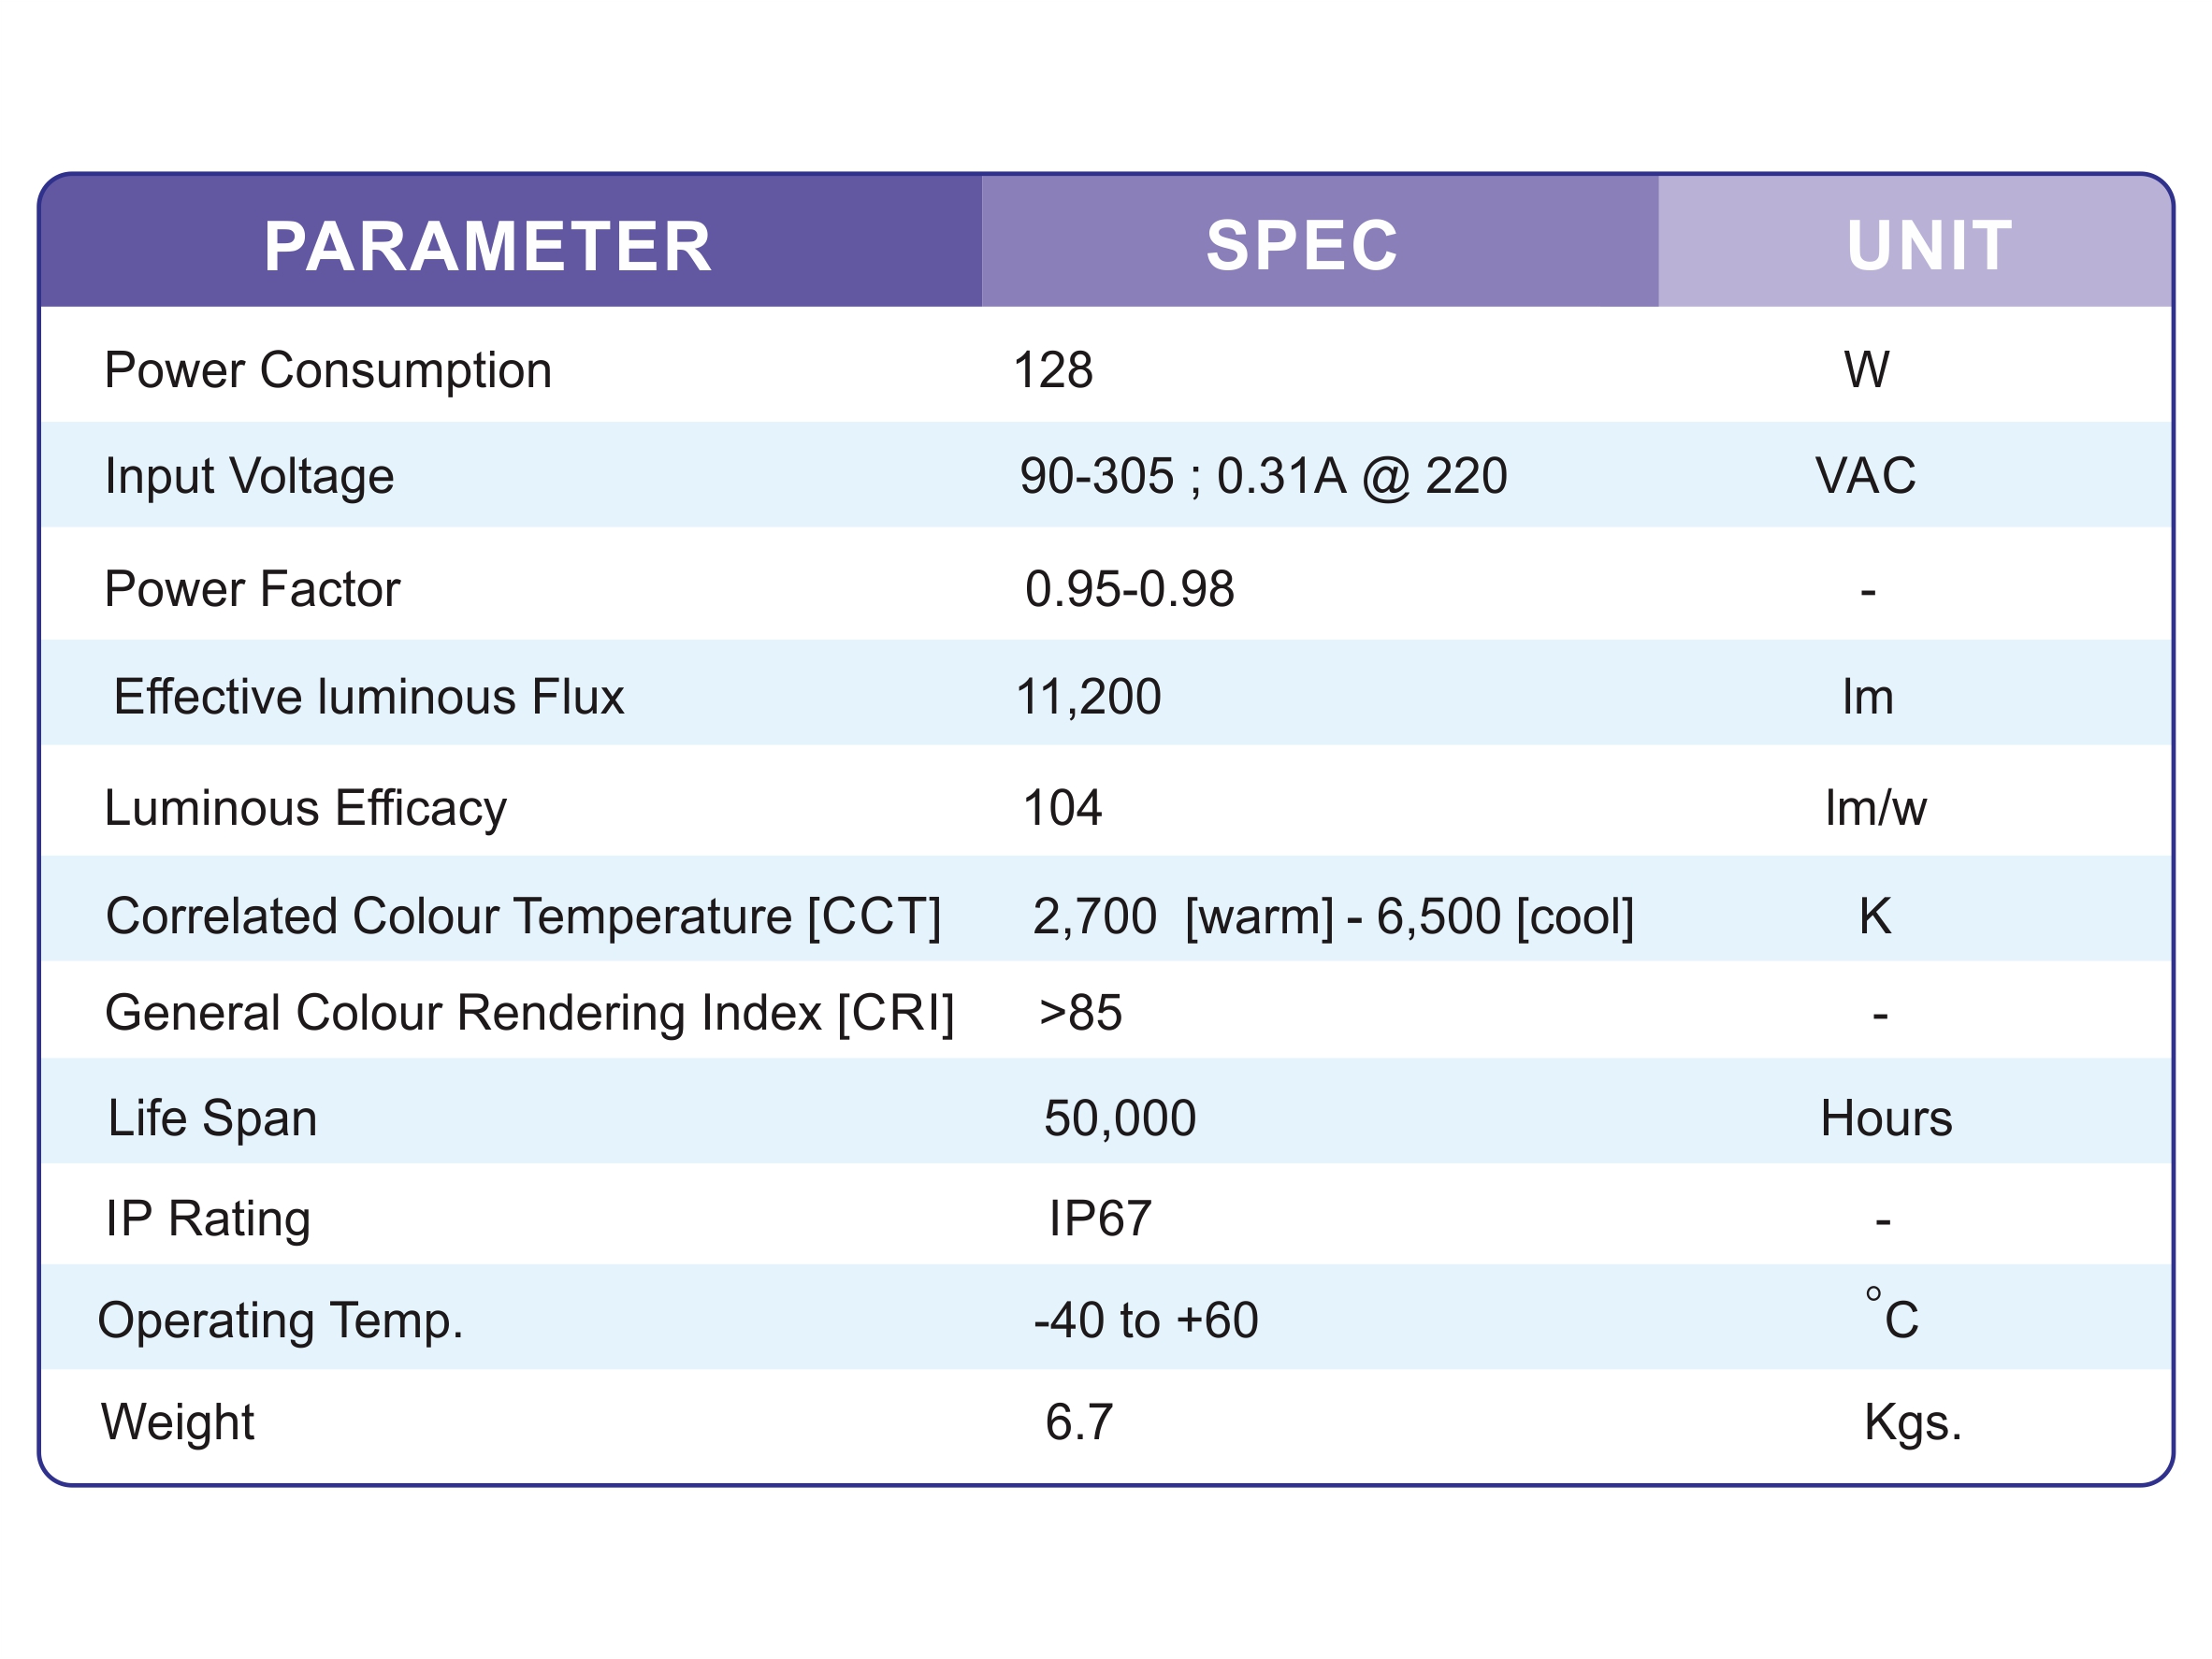 PARAMETER SPEC UNIT
Power Consumption 128 W
Input Voltage 90-305 ; 0.31A @ 220 VAC
Power Factor 0.95-0.98 -
Effective luminous Flux 11,200 lm
Luminous Efficacy 104 lm/w
Correlated Colour Temperature [CCT] 2,700 [warm] - 6,500 [cool] K
General Colour Rendering Index [CRI] >85 -
Life Span 50,000 Hours
IP Rating IP67 -
Operating Temp. -40 to +60 °C
Weight 6.7 Kgs.